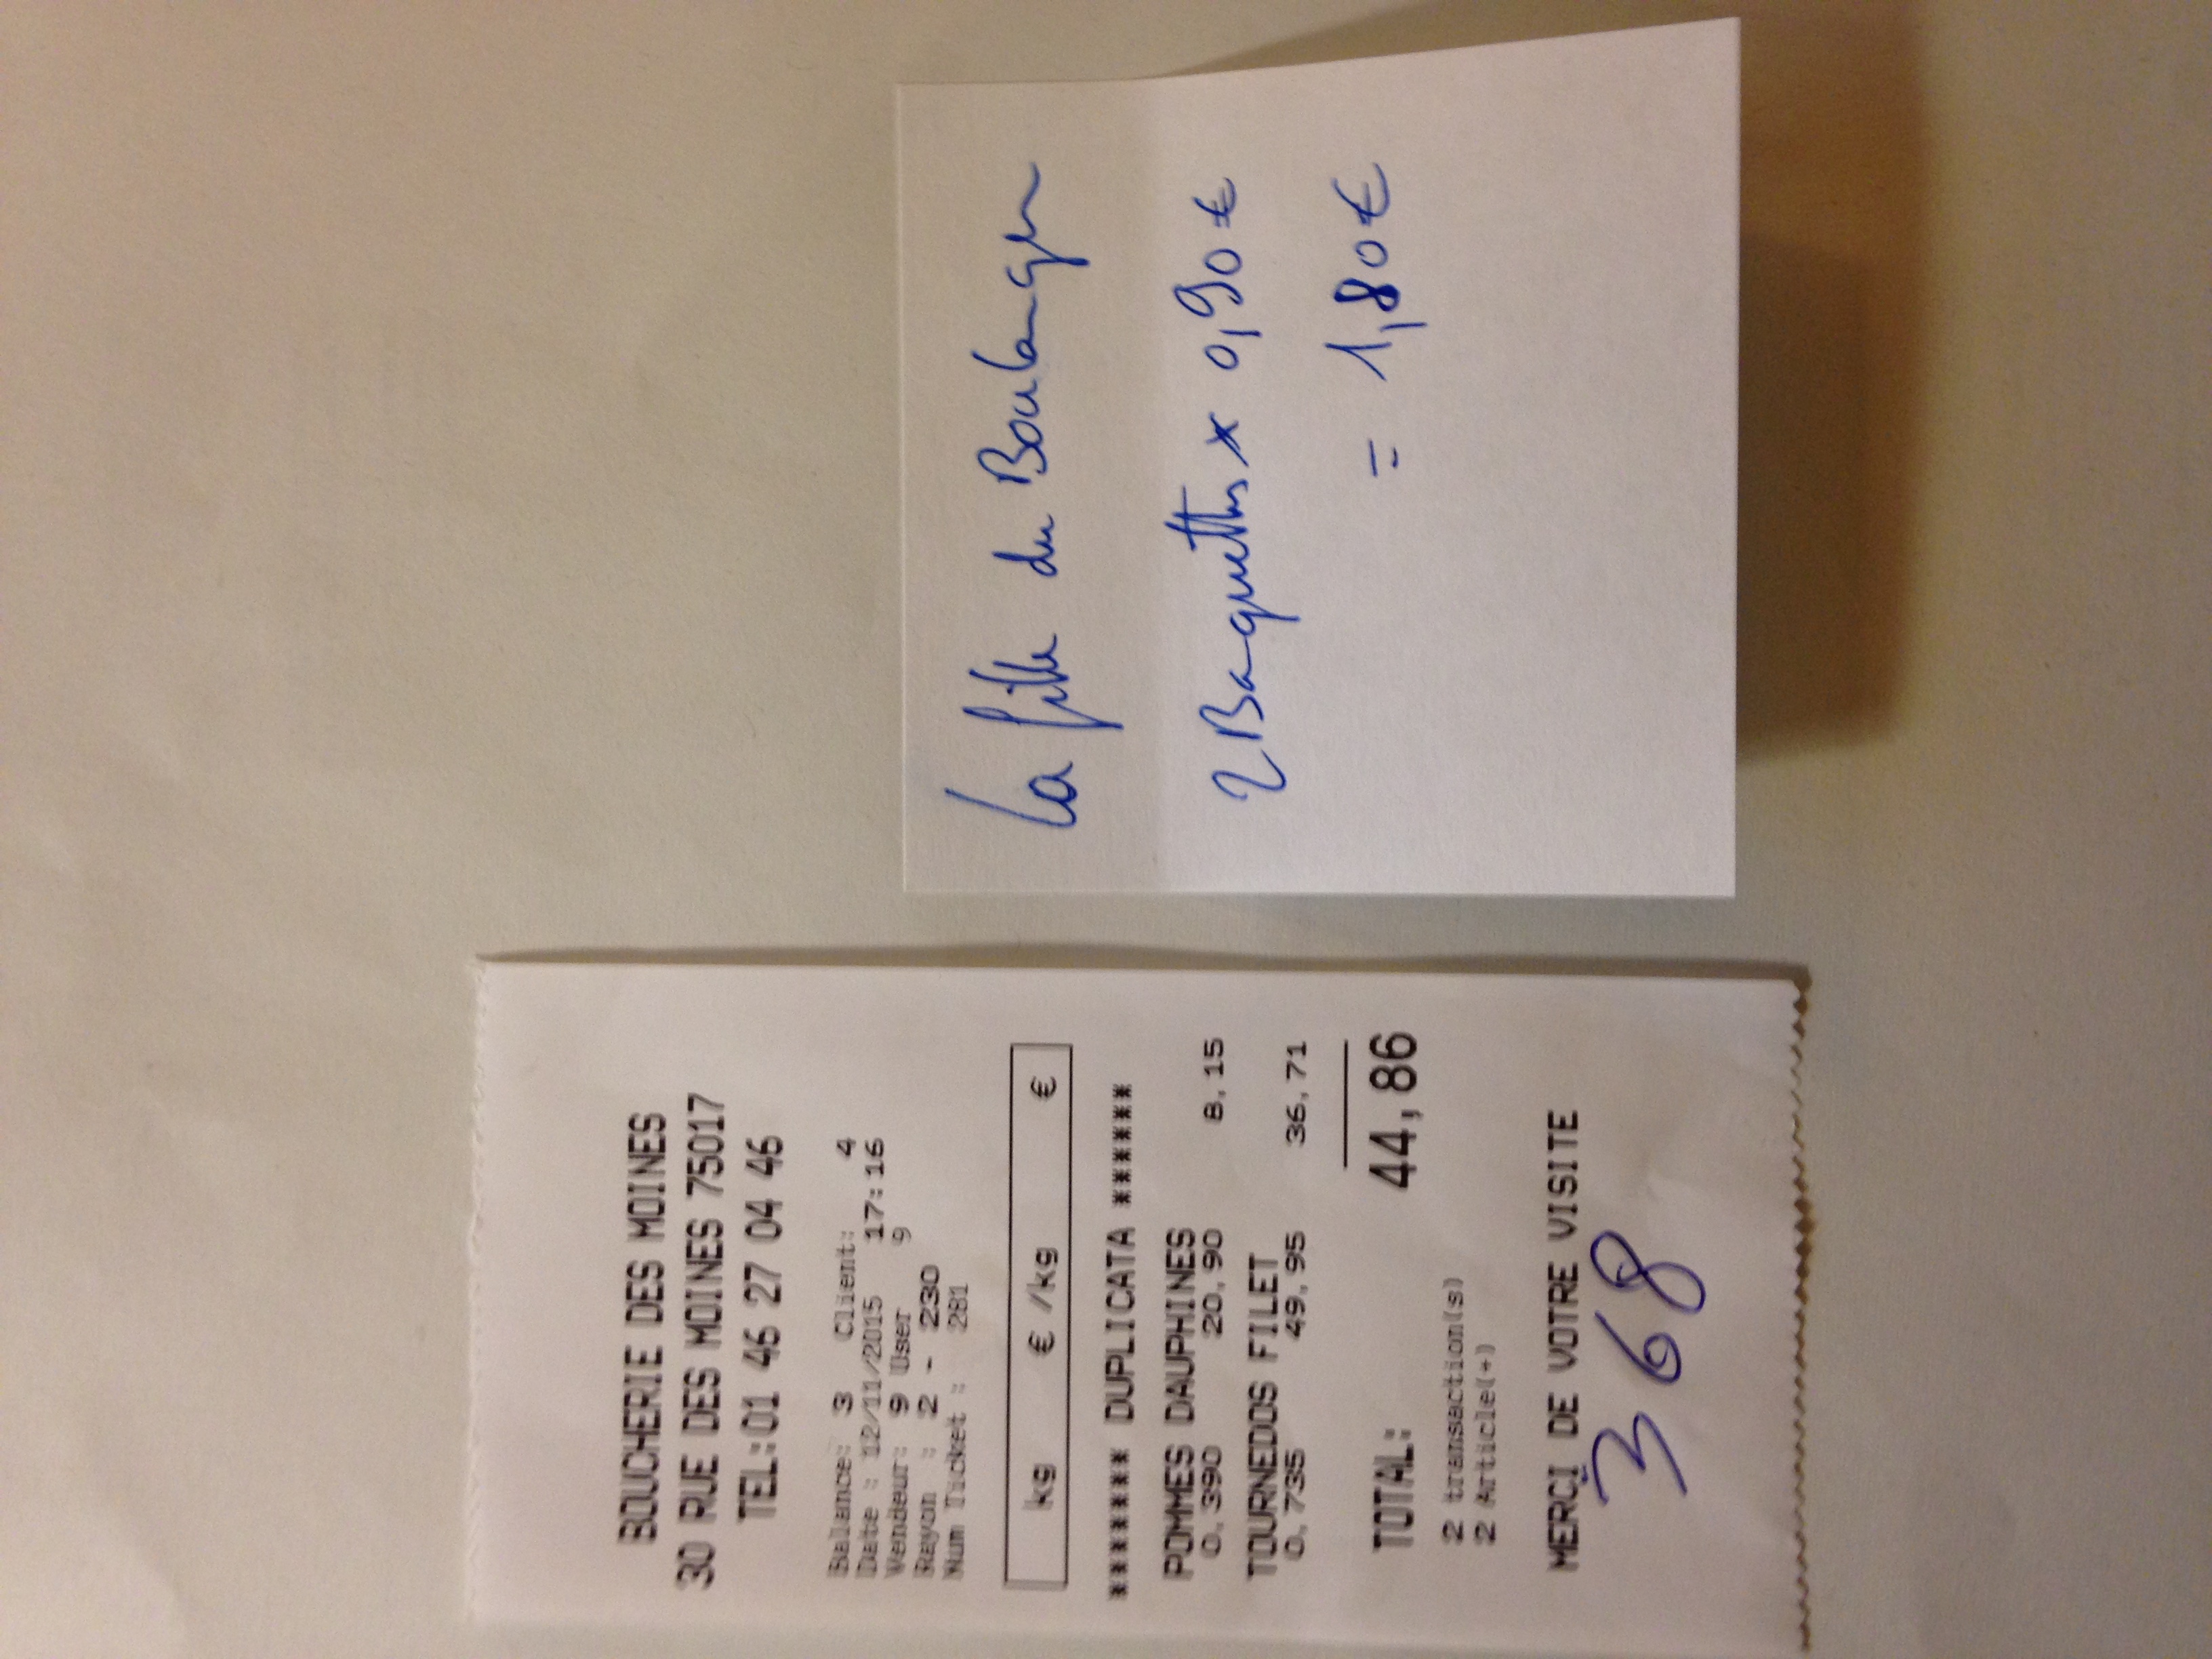 BOUCHERIE DES MOINES
30 RUE DES MOINES 75017
TEL:01 46 27 04 46
Balance: 3 Client: 4
Date : 12/11/2015 17:16
Vendeur: 9 User 9
Rayon : 2 - 230
Num Ticket : 281
kg € /kg €
******* DUPLICATA ******
POMMES DAUPHINES
0,390 20,90 8,15
TOURNEDOS FILET
0,735 49,95 36,71
TOTAL: 44,86
2 transaction(s)
2 Article(+)
MERCI DE VOTRE VISITE
368
La fille du Boulanger
2 Baguettes x 0,90 €
= 1,80 €